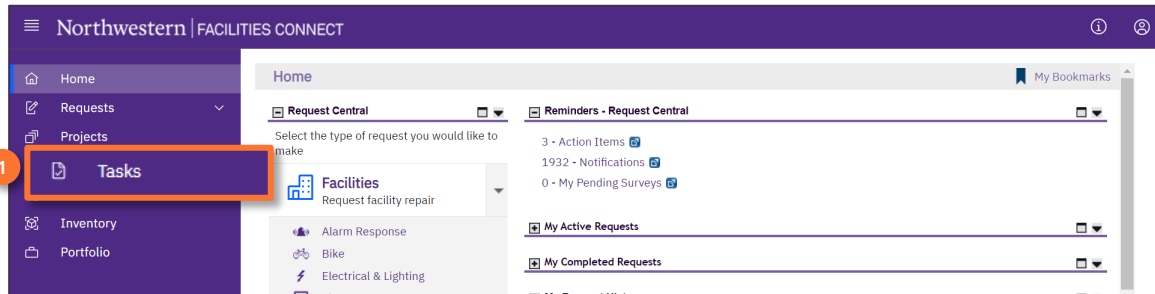 Northwestern | FACILITIES CONNECT
Home
Requests
Projects
1
Tasks
Inventory
Portfolio
Home
My Bookmarks
Request Central
Select the type of request you would like to
make
Facilities
Request facility repair
Alarm Response
Bike
Electrical & Lighting
Reminders - Request Central
3 - Action Items
1932 - Notifications
0 - My Pending Surveys
My Active Requests
My Completed Requests